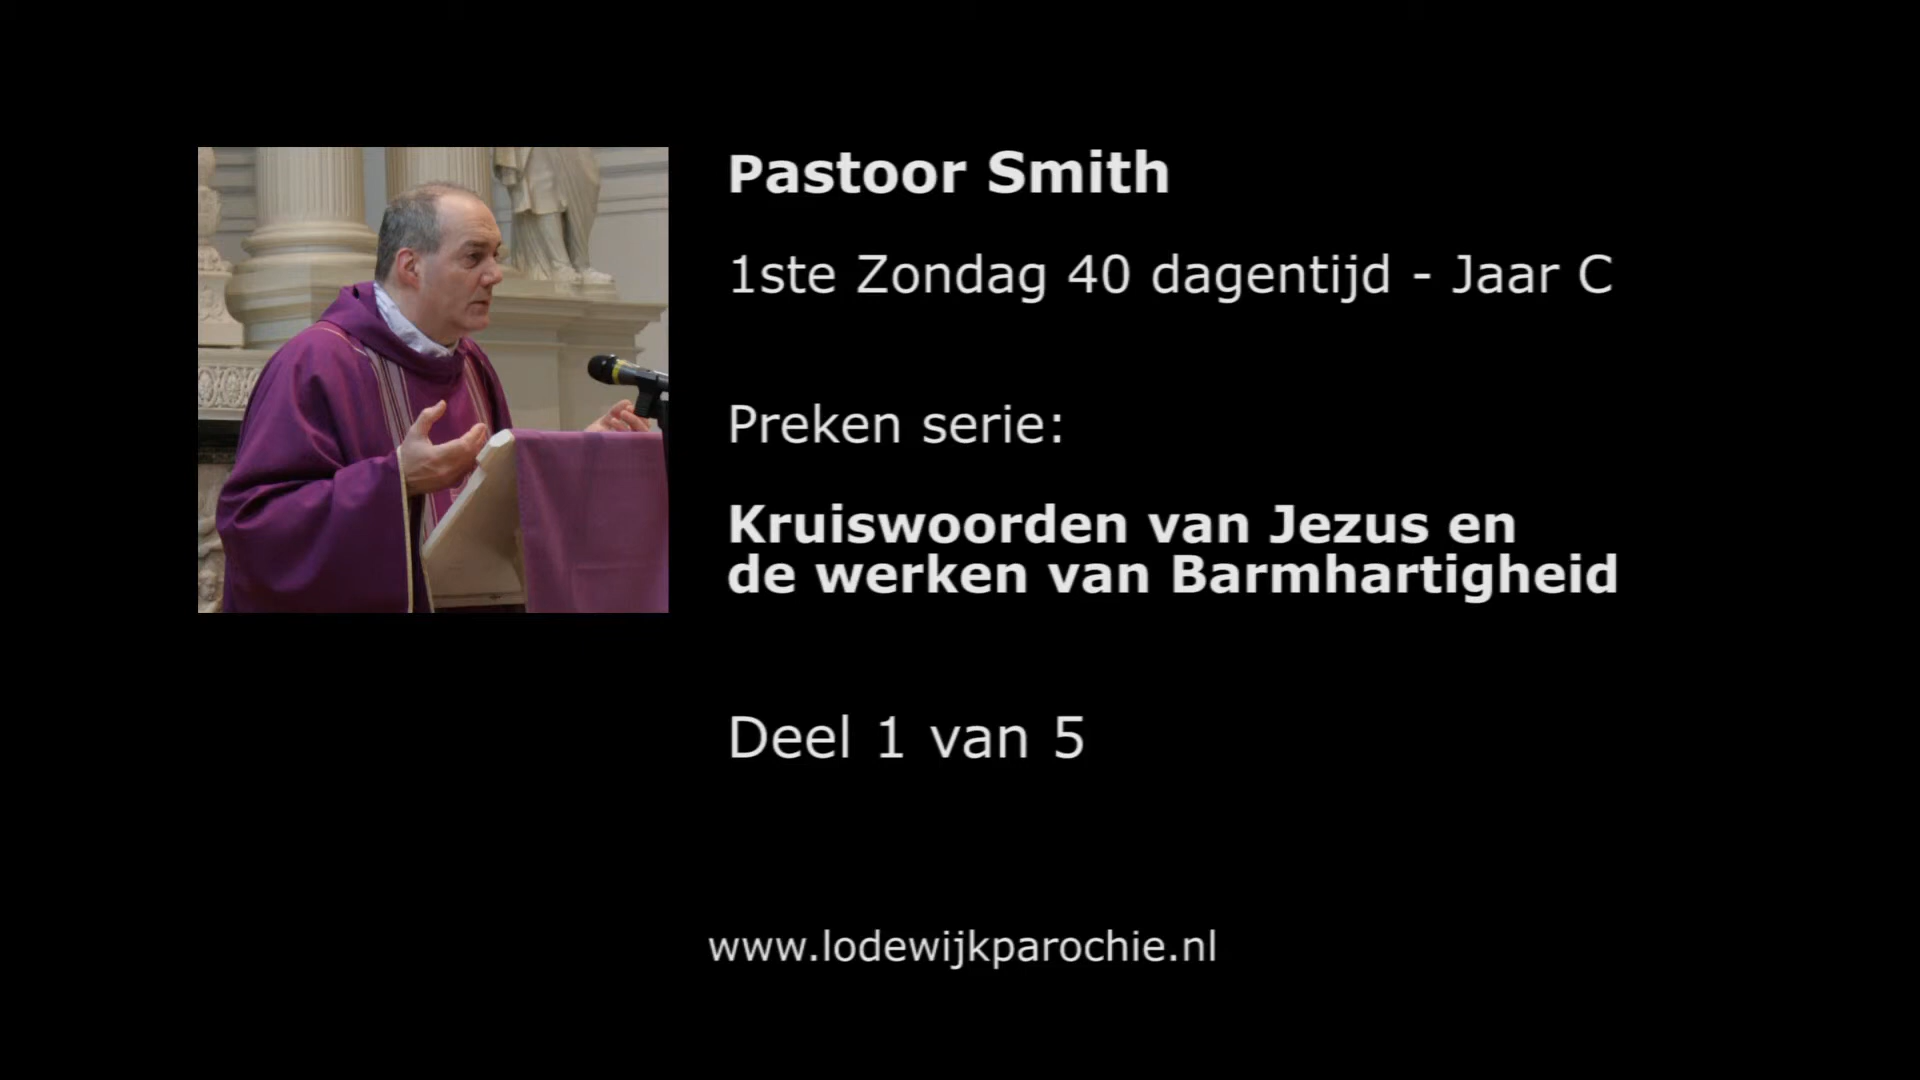 Pastoor Smith
1ste Zondag 40 dagentijd - Jaar C
Preken serie:
Kruiswoorden van Jezus en
de werken van Barmhartigheid
Deel 1 van 5
www.lodewijkparochie.nl